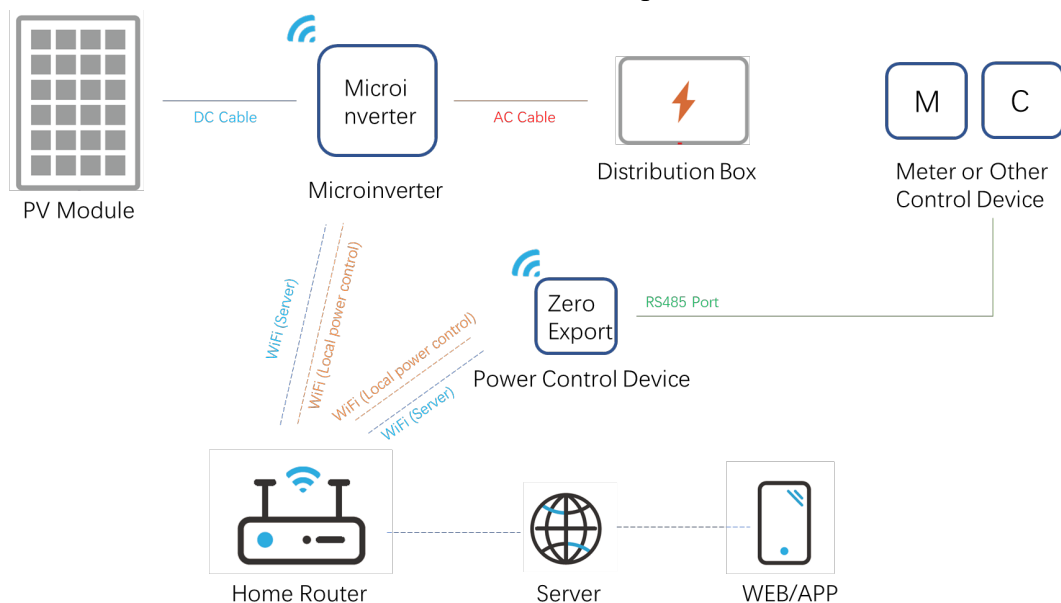 Microi
nverter
M
C
DC Cable
AC Cable
Distribution Box
Meter or Other
Control Device
Microinverter
PV Module
WiFi (Server)
WiFi (Local power control)
Zero
Export
RS485 Port
WiFi (Local power control)
WiFi (Server)
Power Control Device
Home Router
Server
WEB/APP